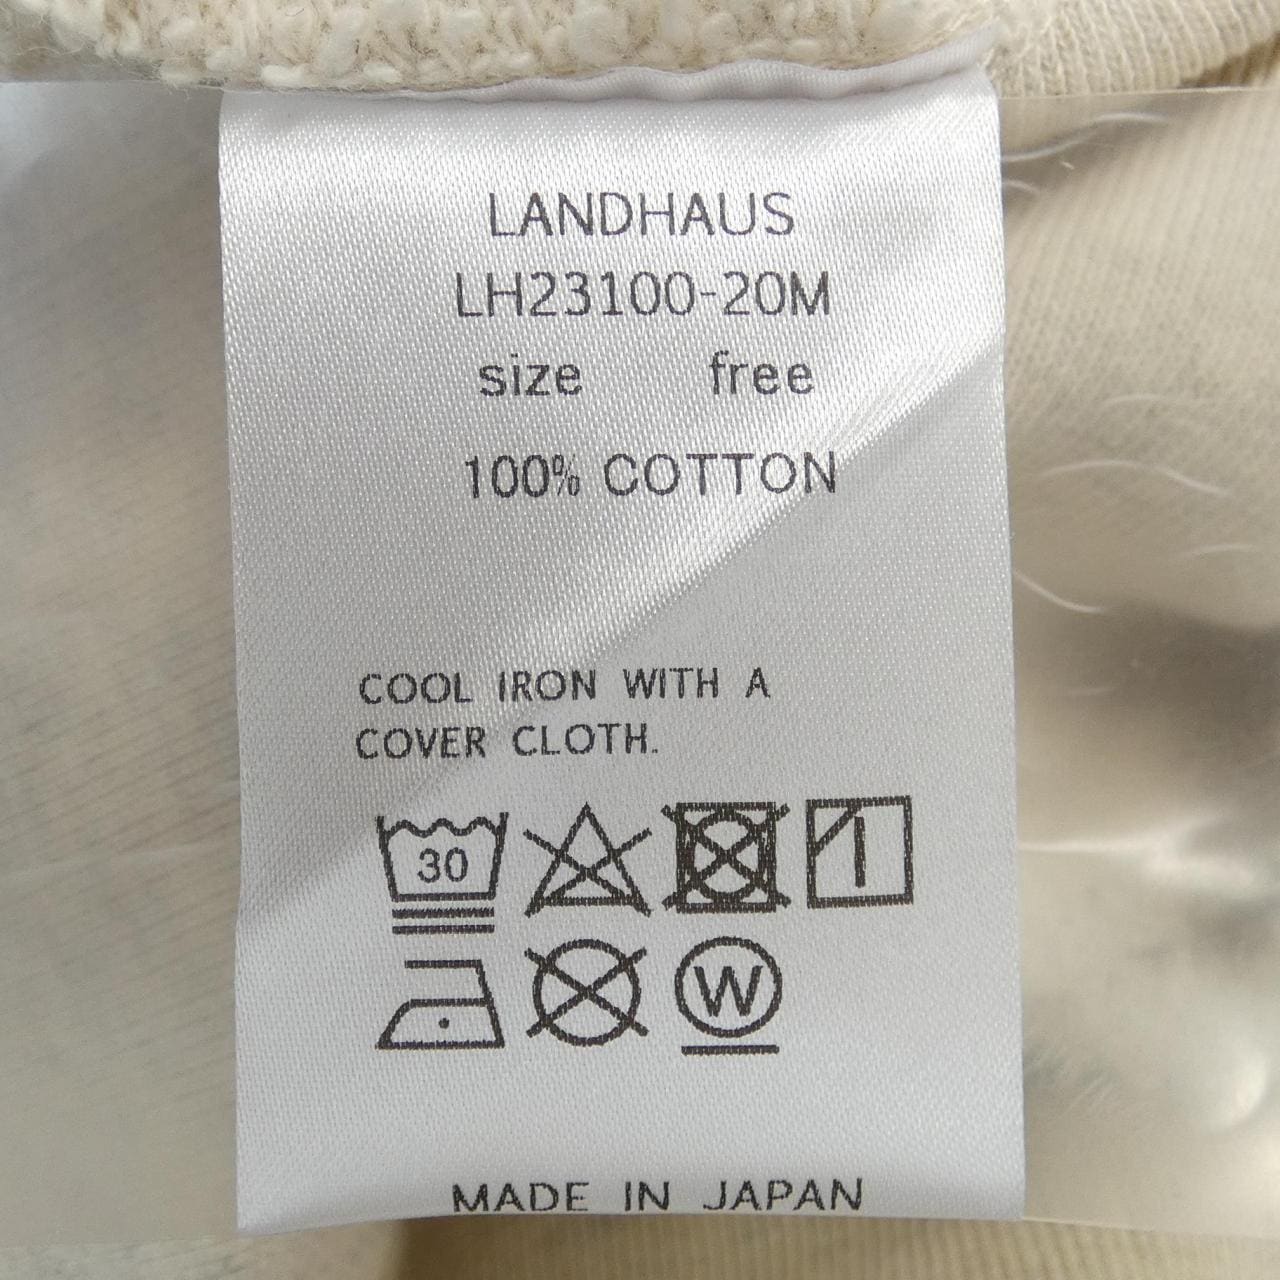 LANDHAUS
LH23100-20M
size free
100% COTTON
COOL IRON WITH A
COVER CLOTH.
30
W
MADE IN JAPAN